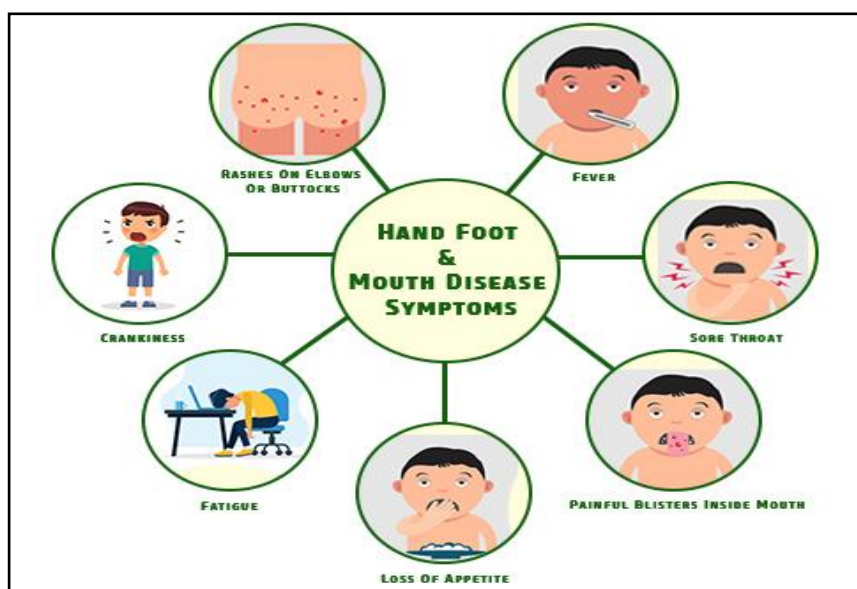 Hand Foot
&
Mouth Disease
Symptoms
Fever
Sore Throat
Painful Blisters Inside Mouth
Loss Of Appetite
Fatigue
Crankiness
Rashes On Elbows
Or Buttocks